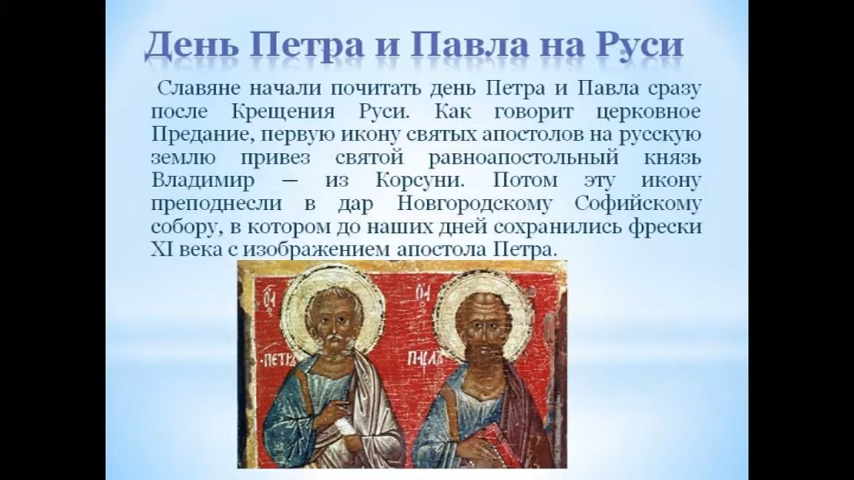 День Петра и Павла на Руси
Славяне начали почитать день Петра и Павла сразу
после Крещения Руси. Как говорит церковное
Предание, первую икону святых апостолов на русскую
землю привез святой равноапостольный князь
Владимир — из Корсуни. Потом эту икону
преподнесли в дар Новгородскому Софийскому
собору, в котором до наших дней сохранились фрески
XI века с изображением апостола Петра.
ПЕТР